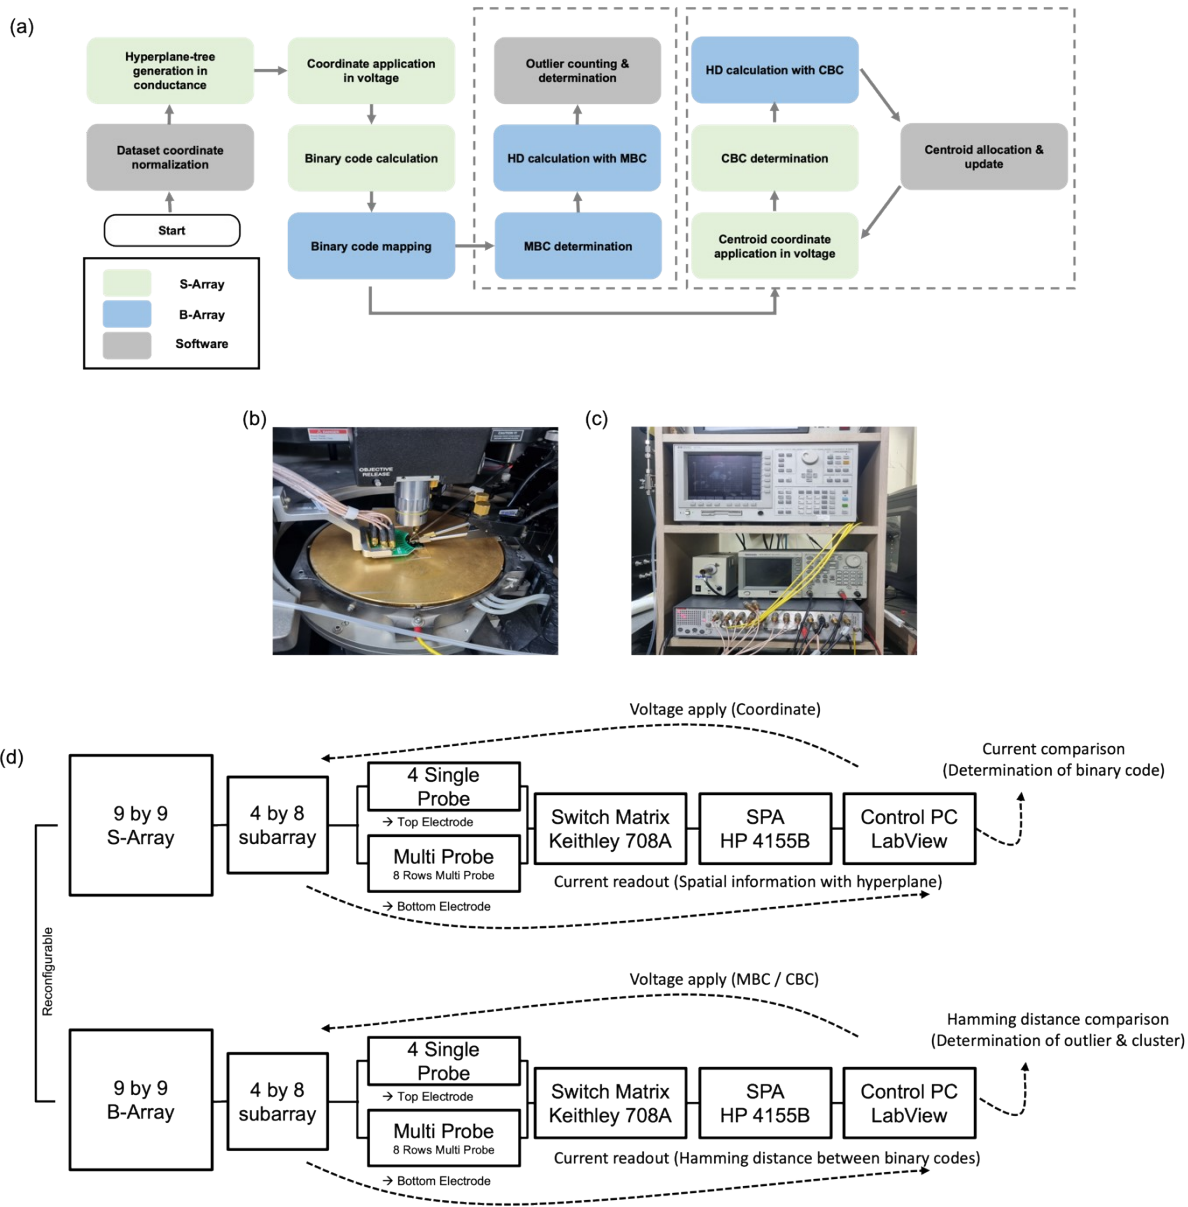 (a)
Hyperplane-tree
generation in
conductance
Dataset coordinate
normalization
Start
S-Array
B-Array
Software
Coordinate application
in voltage
Binary code calculation
Binary code mapping
Outlier counting &
determination
HD calculation with MBC
MBC determination
HD calculation with CBC
CBC determination
Centroid coordinate
application in voltage
Centroid allocation &
update
(b)
OBJECTIVE
RELEASE
(c)
(d)
Voltage apply (Coordinate)
Current comparison
(Determination of binary code)
9 by 9
S-Array
4 by 8
subarray
4 Single
Probe
→ Top Electrode
Multi Probe
8 Rows Multi Probe
→ Bottom Electrode
Switch Matrix
Keithley 708A
SPA
HP 4155B
Control PC
LabView
Current readout (Spatial information with hyperplane)
Reconfigurable
Voltage apply (MBC / CBC)
Hamming distance comparison
(Determination of outlier & cluster)
9 by 9
B-Array
4 by 8
subarray
4 Single
Probe
→ Top Electrode
Multi Probe
8 Rows Multi Probe
→ Bottom Electrode
Switch Matrix
Keithley 708A
SPA
HP 4155B
Control PC
LabView
Current readout (Hamming distance between binary codes)